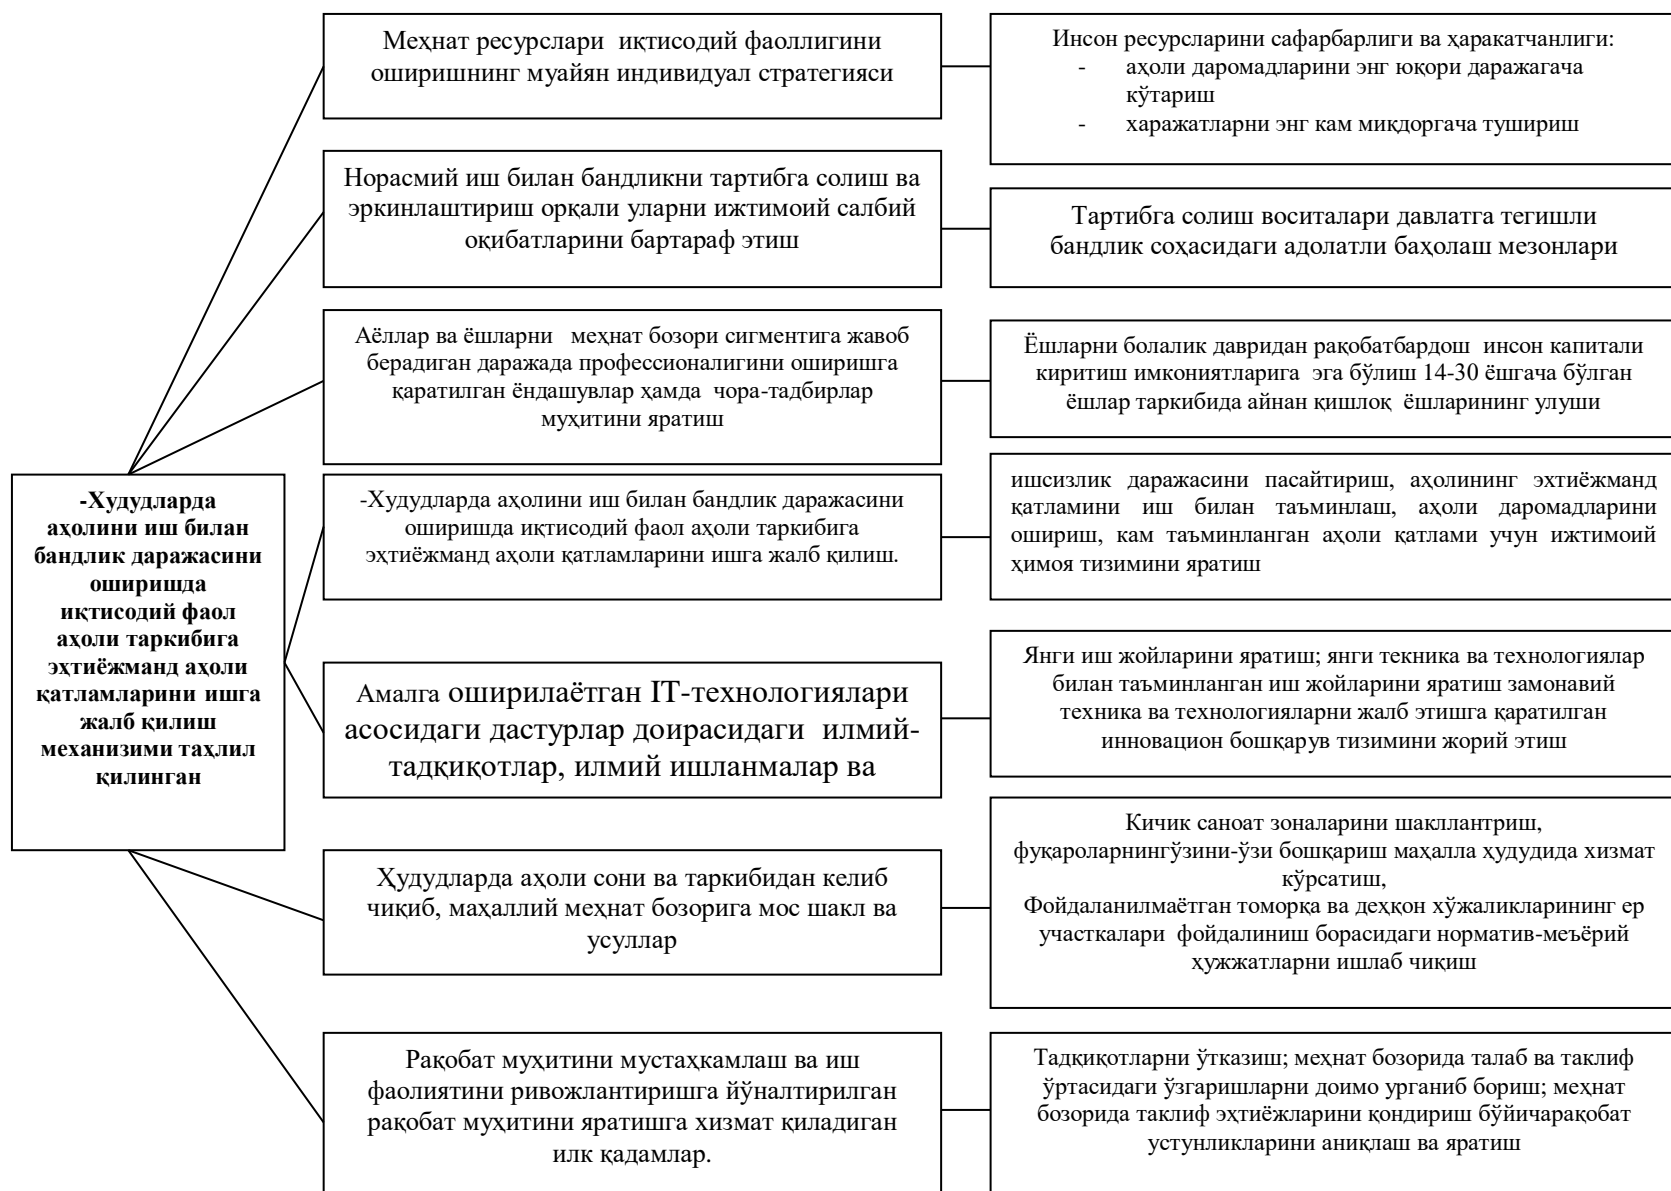 -Худудларда
аҳолини иш билан
бандлик даражасини
оширишда
иқтисодий фаол
аҳоли таркибига
эҳтиёжманд аҳоли
қатламларини ишга
жалб қилиш
механизими таҳлил
қилинган
Меҳнат ресурслари иқтисодий фаоллигини
оширишнинг муайян индивидуал стратегияси
Инсон ресурсларини сафарбарлиги ва ҳаракатчанлиги:
- аҳоли даромадларини энг юқори даражагача
кўтариш
- харажатларни энг кам миқдоргача тушириш
Норасмий иш билан бандликни тартибга солиш ва
эркинлаштириш орқали уларни ижтимоий салбий
оқибатларини бартараф этиш
Тартибга солиш воситалари давлатга тегишли
бандлик соҳасидаги адолатли баҳолаш мезонлари
Аёллар ва ёшларни меҳнат бозори сигментига жавоб
берадиган даражада профессионалигини оширишга
қаратилган ёндашувлар ҳамда чора-тадбирлар
муҳитини яратиш
Ёшларни болалик давридан рақобатбардош инсон капитали
киритиш имкониятларига эга бўлиш 14-30 ёшгача бўлган
ёшлар таркибида айнан қишлоқ ёшларининг улуши
-Худудларда аҳолини иш билан бандлик даражасини
оширишда иқтисодий фаол аҳоли таркибига
эҳтиёжманд аҳоли қатламларини ишга жалб қилиш.
ишсизлик даражасини пасайтириш, аҳолининг эҳтиёжманд
қатламини иш билан таъминлаш, аҳоли даромадларини
ошириш, кам таъминланган аҳоли қатлами учун ижтимоий
ҳимоя тизимини яратиш
Амалга оширилаётган IT-технологиялари
асосидаги дастурлар доирасидаги илмий-
тадқиқотлар, илмий ишланмалар ва
Янги иш жойларини яратиш; янги текника ва технологиялар
билан таъминланган иш жойларини яратиш замонавий
техника ва технологияларни жалб этишга қаратилган
инновацион бошқарув тизимини жорий этиш
Ҳудудларда аҳоли сони ва таркибидан келиб
чиқиб, маҳаллий меҳнат бозорига мос шакл ва
усуллар
Кичик саноат зоналарини шакллантриш,
фуқароларнингўзини-ўзи бошқариш маҳалла ҳудудида хизмат
кўрсатиш,
Фойдаланилмаётган томорқа ва деҳқон хўжаликларининг ер
участкалари фойдалиниш борасидаги норматив-меъёрий
ҳужжатларни ишлаб чиқиш
Рақобат муҳитини мустаҳкамлаш ва иш
фаолиятини ривожлантиришга йўналтирилган
рақобат муҳитини яратишга хизмат қиладиган
илк қадамлар.
Тадқиқотларни ўтказиш; меҳнат бозорида талаб ва таклиф
ўртасидаги ўзгаришларни доимо урганиб бориш; меҳнат
бозорида таклиф эҳтиёжларини қондириш бўйичарақобат
устунликларини аниқлаш ва яратиш